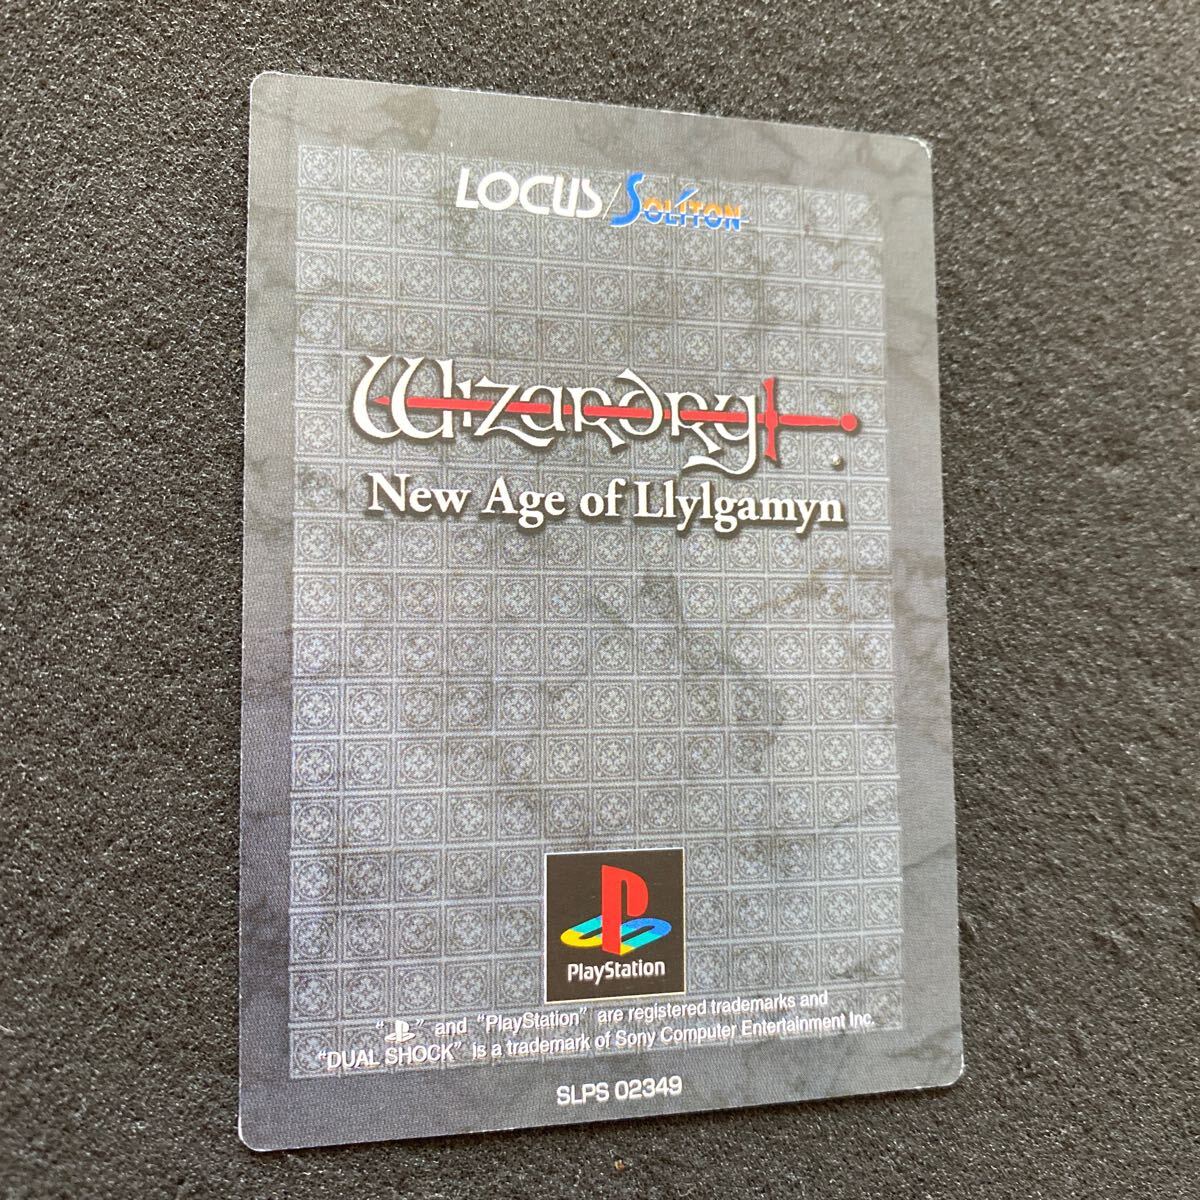 LOCUS/SOLITON
Wizardry
New Age of Llylgamyn
PlayStation
“ ” and “PlayStation” are registered trademarks and
“DUAL SHOCK” is a trademark of Sony Computer Entertainment Inc.
SLPS 02349